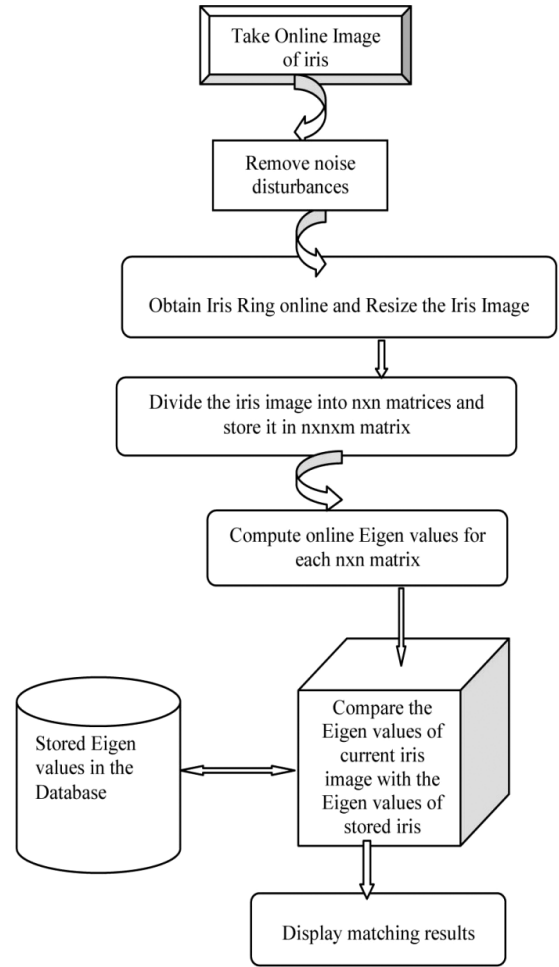 Take Online Image
of iris
Remove noise
disturbances
Obtain Iris Ring online and Resize the Iris Image
Divide the iris image into nxn matrices and
store it in nxnxm matrix
Compute online Eigen values for
each nxn matrix
Stored Eigen
values in the
Database
Compare the
Eigen values of
current iris
image with the
Eigen values of
stored iris
Display matching results